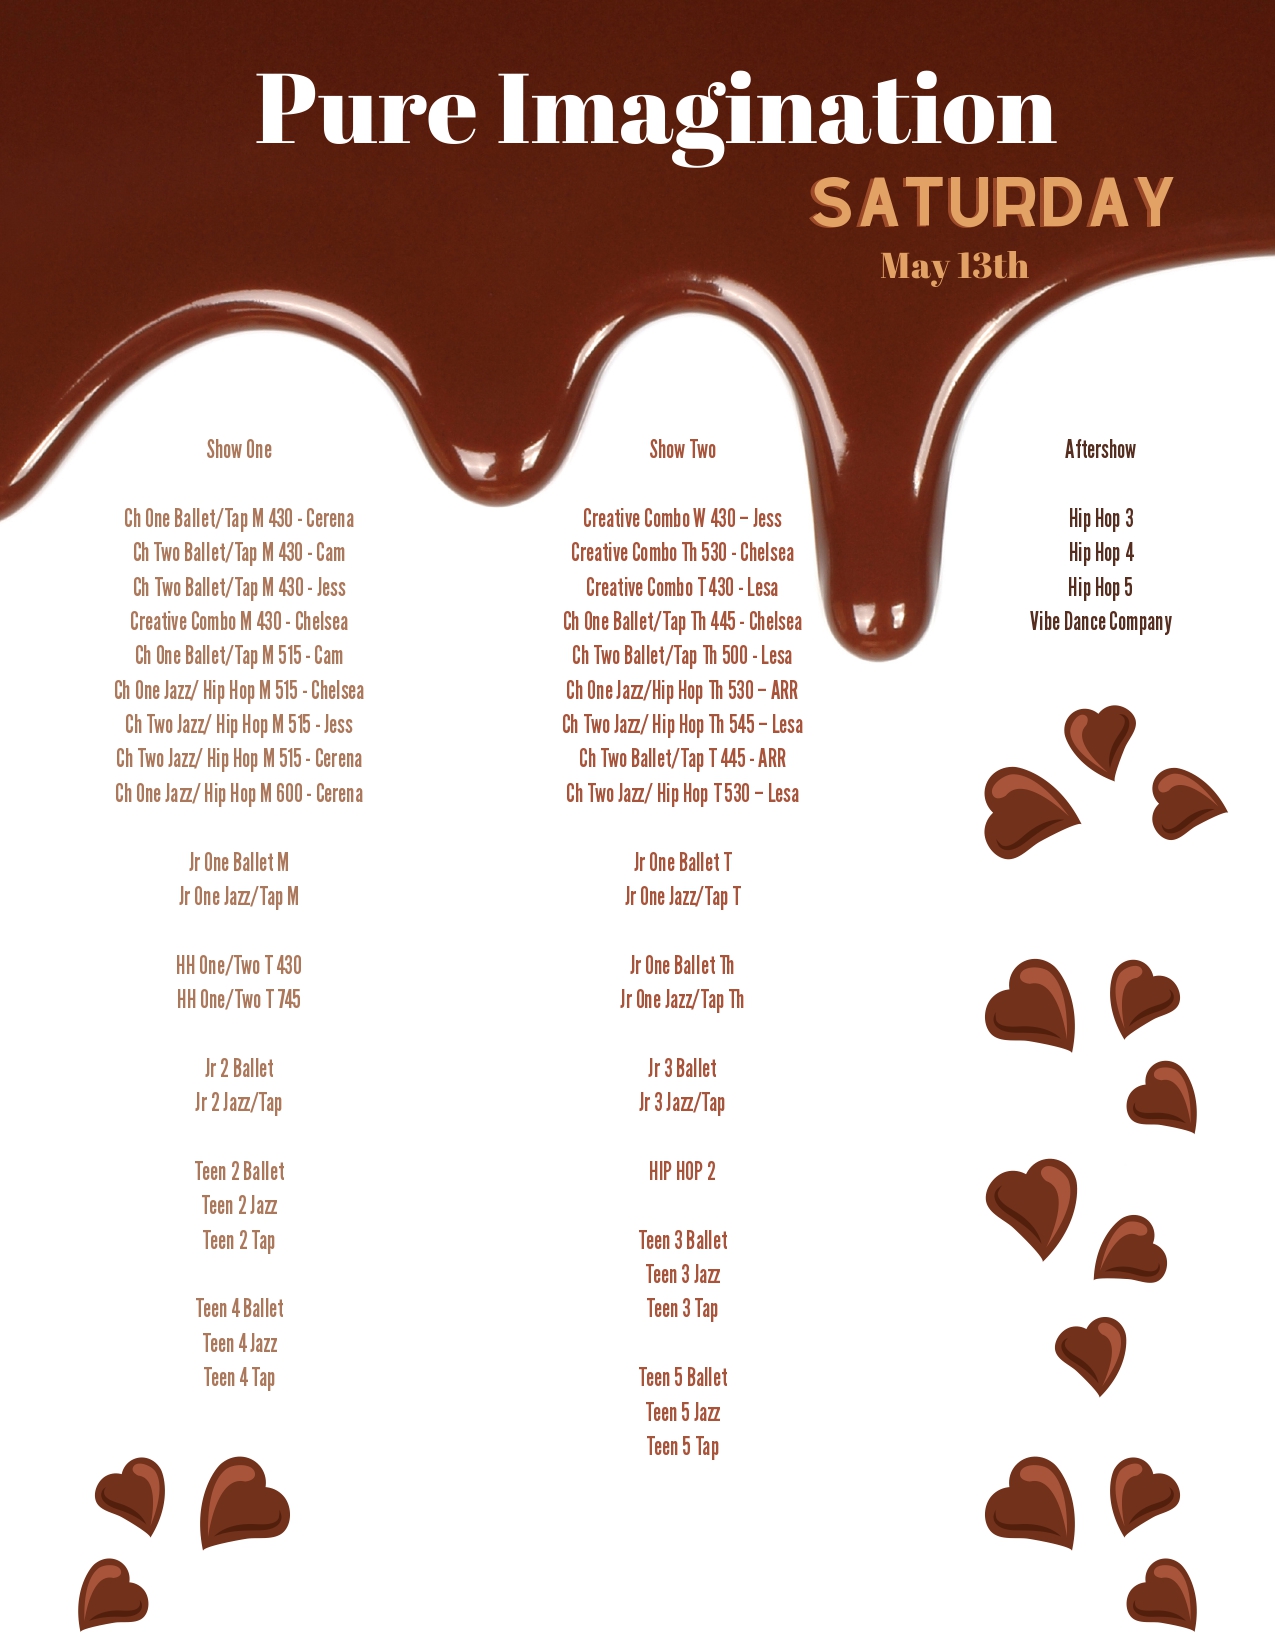 Pure Imagination
SATURDAY
May 13th
Show One
Ch One Ballet/Tap M 430 - Cerena
Ch Two Ballet/Tap M 430 - Cam
Ch Two Ballet/Tap M 430 - Jess
Creative Combo M 430 - Chelsea
Ch One Ballet/Tap M 515 - Cam
Ch One Jazz/ Hip Hop M 515 - Chelsea
Ch Two Jazz/ Hip Hop M 515 - Jess
Ch Two Jazz/ Hip Hop M 515 - Cerena
Ch One Jazz/ Hip Hop M 600 - Cerena
Jr One Ballet M
Jr One Jazz/Tap M
HH One/Two T 430
HH One/Two T 745
Jr 2 Ballet
Jr 2 Jazz/Tap
Teen 2 Ballet
Teen 2 Jazz
Teen 2 Tap
Teen 4 Ballet
Teen 4 Jazz
Teen 4 Tap
Show Two
Creative Combo W 430 – Jess
Creative Combo Th 530 - Chelsea
Creative Combo T 430 - Lesa
Ch One Ballet/Tap Th 445 - Chelsea
Ch Two Ballet/Tap Th 500 - Lesa
Ch One Jazz/Hip Hop Th 530 – ARR
Ch Two Jazz/ Hip Hop Th 545 – Lesa
Ch Two Ballet/Tap T 445 - ARR
Ch Two Jazz/ Hip Hop T 530 – Lesa
Jr One Ballet T
Jr One Jazz/Tap T
Jr One Ballet Th
Jr One Jazz/Tap Th
Jr 3 Ballet
Jr 3 Jazz/Tap
HIP HOP 2
Teen 3 Ballet
Teen 3 Jazz
Teen 3 Tap
Teen 5 Ballet
Teen 5 Jazz
Teen 5 Tap
Aftershow
Hip Hop 3
Hip Hop 4
Hip Hop 5
Vibe Dance Company